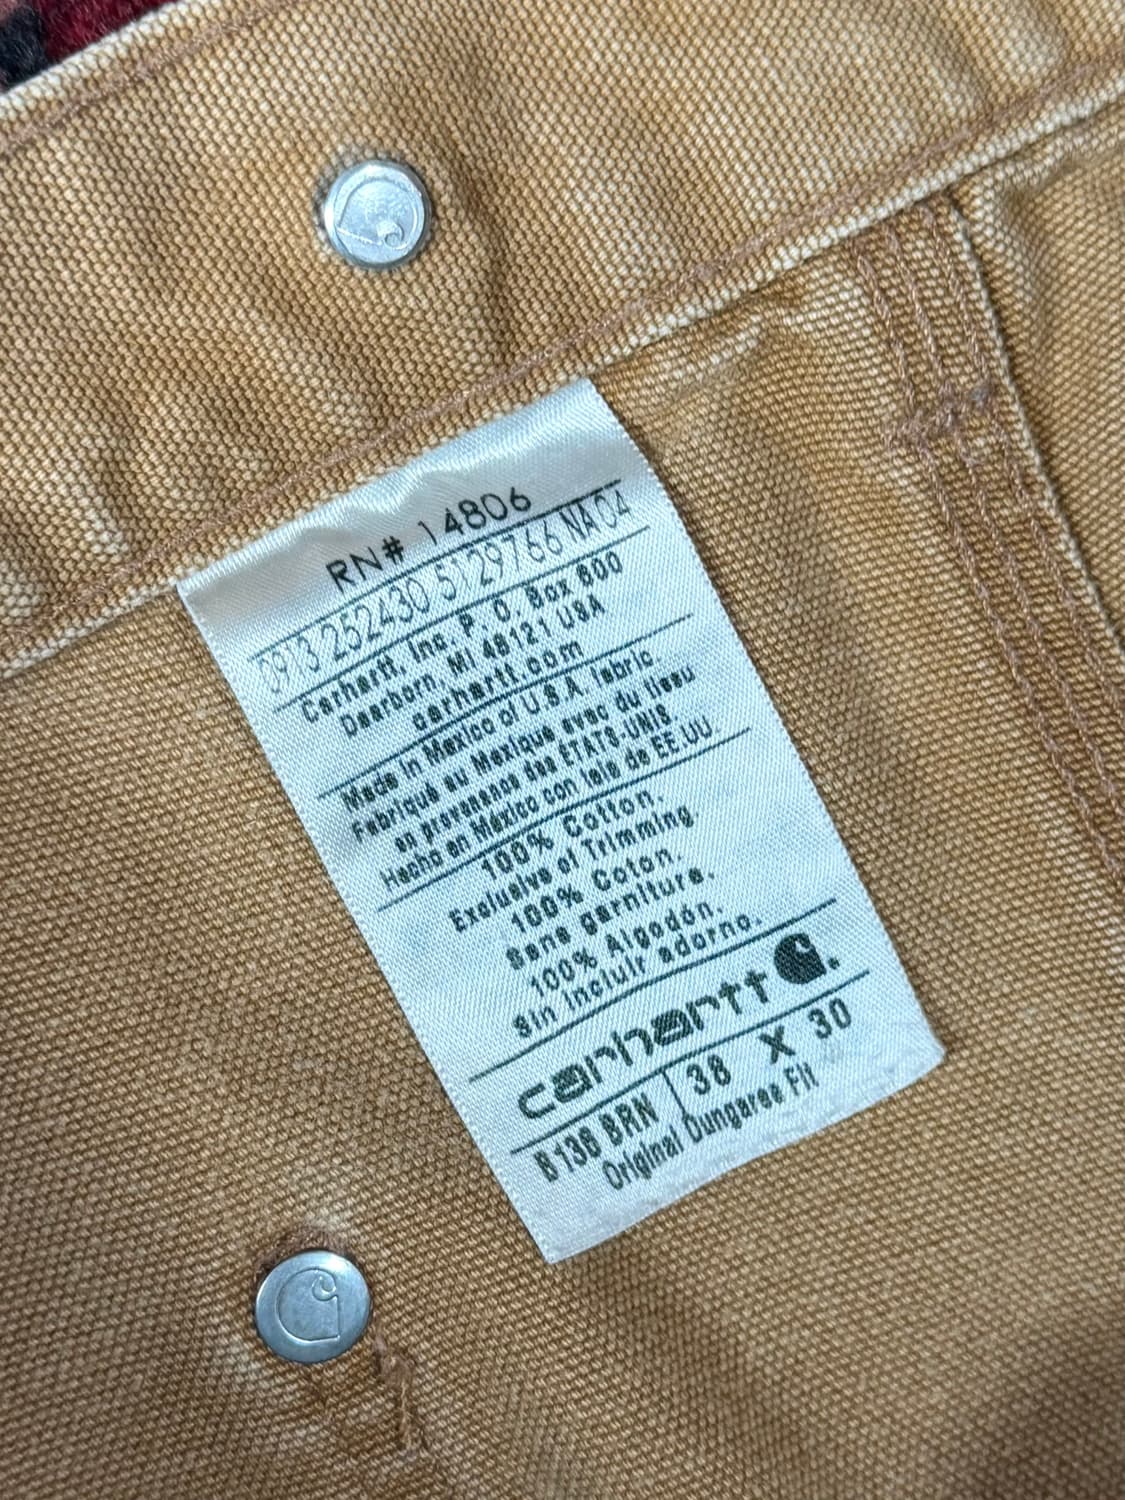 RN# 14806
0913 252430 5129766 NA04
Carhartt, Inc. P. O. Box 600
Dearborn, MI 48121 USA
carhartt.com
Made in Mexico of U.S.A. fabric.
Fabriqué au Mexique avec du tissu
en provenance des ÉTATS-UNIS.
Hecho en México con tela de EE.UU.
100% Cotton.
Exclusive of Trimming.
100% Coton.
Sans garniture.
100% Algodón.
Sin incluir adorno.
carhartt
B136 BRN 38 X 30
Original Dungaree Fit